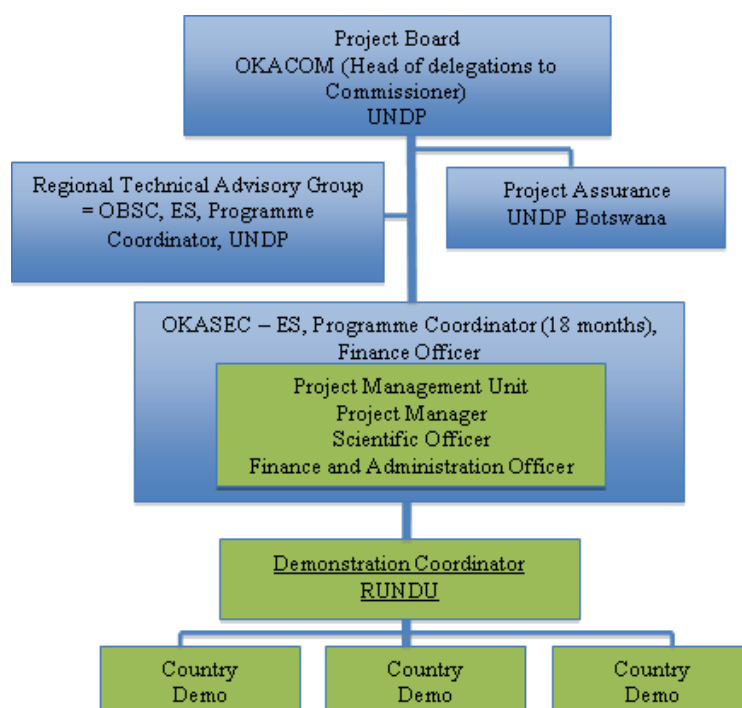 Project Board
OKACOM (Head of delegations to
Commissioner)
UNDP
Regional Technical Advisory Group
= OBSC, ES, Programme
Coordinator, UNDP
Project Assurance
UNDP Botswana
OKASEC – ES, Programme Coordinator (18 months),
Finance Officer
Project Management Unit
Project Manager
Scientific Officer
Finance and Administration Officer
Demonstration Coordinator
RUNDU
Country
Demo
Country
Demo
Country
Demo